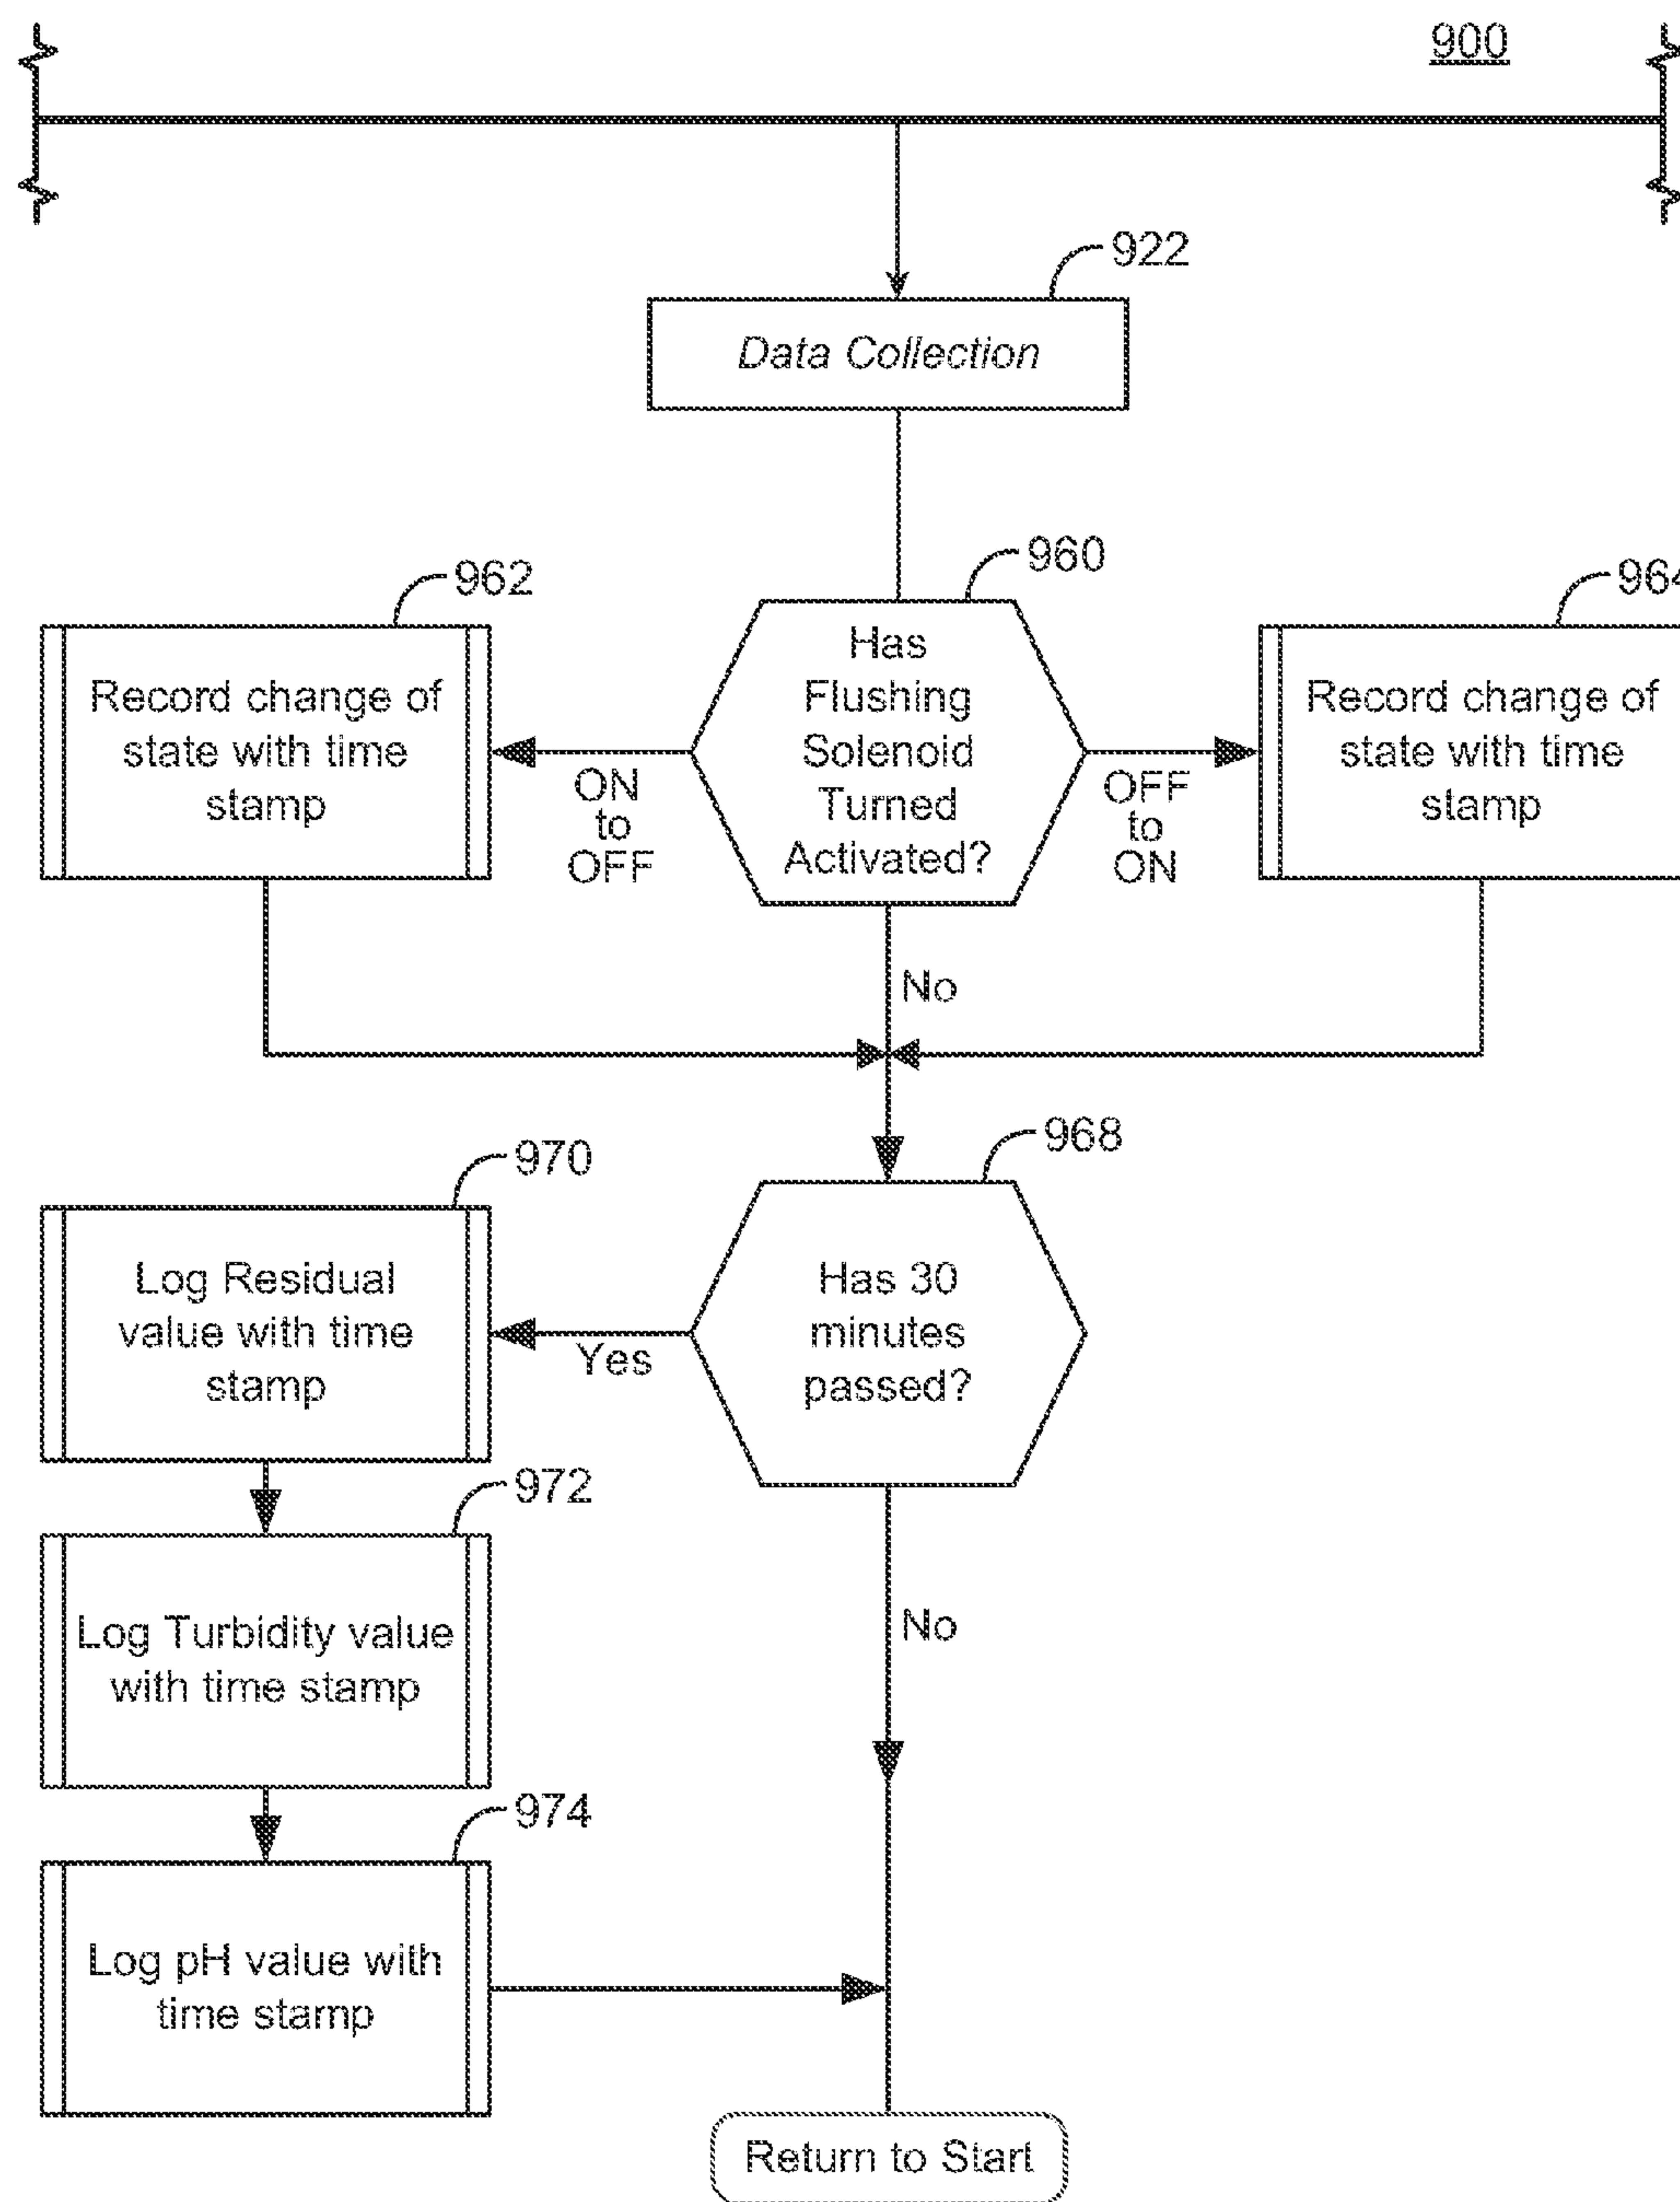 900
922
Data Collection
962
960
964
Record change of
state with time
stamp
Has
Flushing
Solenoid
Turned
Activated?
Record change of
state with time
stamp
ON
to
OFF
OFF
to
ON
No
970
968
Log Residual
value with time
stamp
Has 30
minutes
passed?
Yes
972
Log Turbidity value
with time stamp
No
974
Log pH value with
time stamp
Return to Start